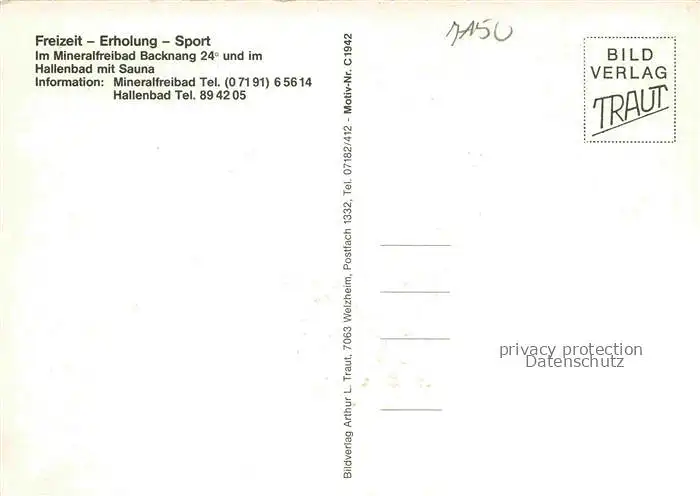 Freizeit – Erholung – Sport
Im Mineralfreibad Backnang 24° und im
Hallenbad mit Sauna
Information: Mineralfreibad Tel. (0 71 91) 6 56 14
Hallenbad Tel. 89 42 05
Bildverlag Arthur L. Traut, 7063 Welzheim, Postfach 1332, Tel. 07182/412 - Motiv-Nr. C1942
BILD
VERLAG
TRAUT
privacy protection
Datenschutz